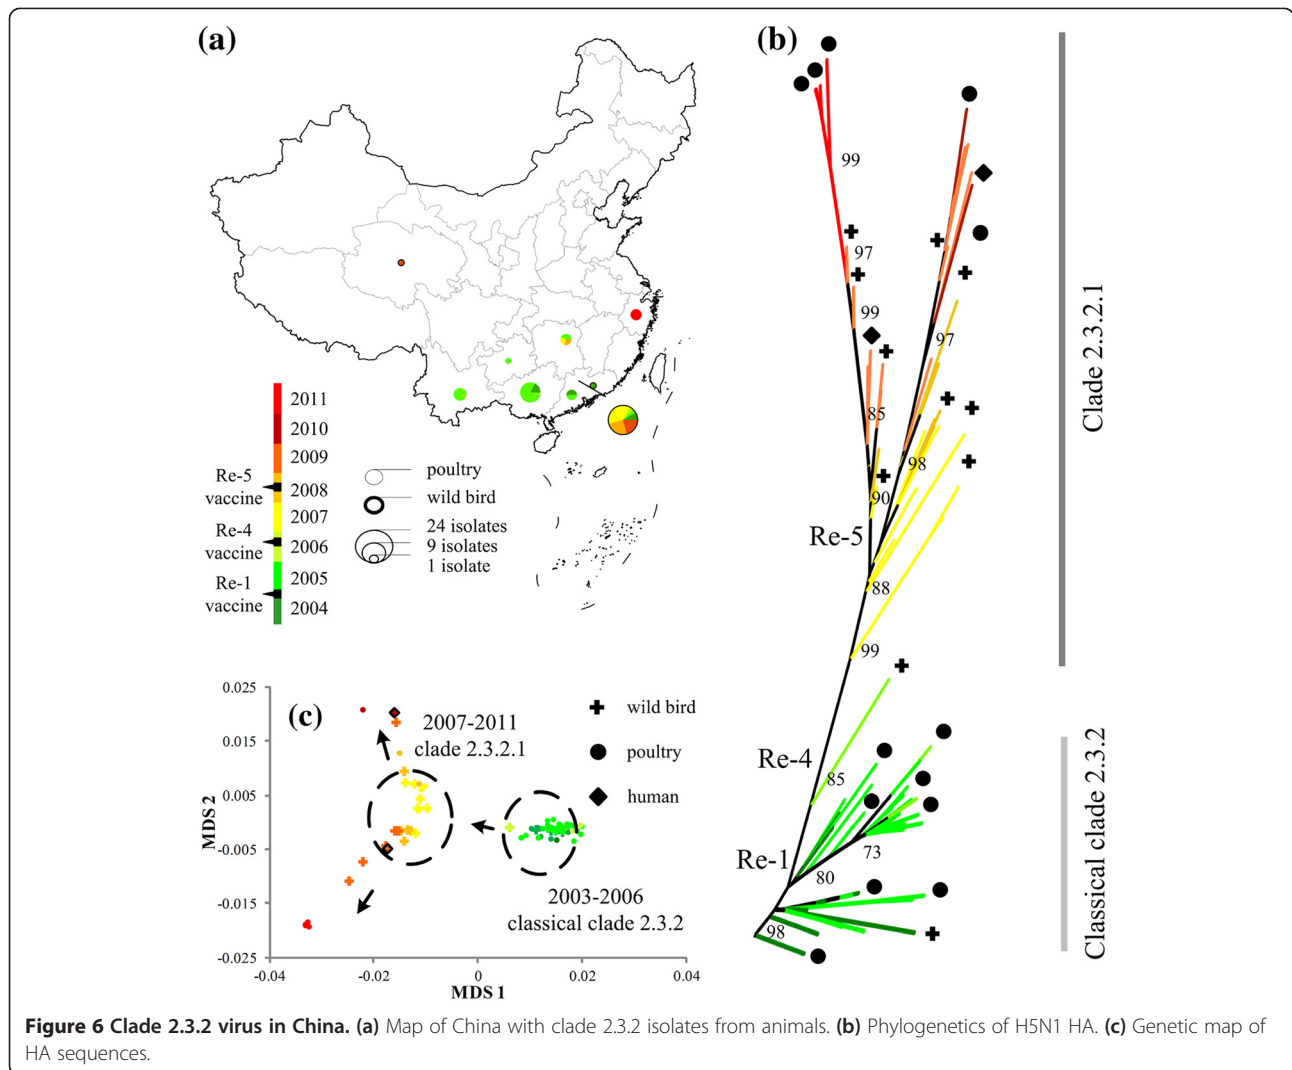 (a)
2011
2010
2009
Re-5
vaccine
2008
2007
Re-4
vaccine
2006
Re-1
vaccine
2005
2004
poultry
wild bird
24 isolates
9 isolates
1 isolate
(b)
99
97
99
85
90
97
98
Re-5
88
99
Re-4
85
Re-1
73
80
98
Clade 2.3.2.1
Classical clade 2.3.2
(c)
0.025
0.015
0.005
-0.005
-0.015
-0.025
MDS 2
-0.04
-0.02
0
0.02
0.04
MDS 1
2007-2011
clade 2.3.2.1
2003-2006
classical clade 2.3.2
wild bird
poultry
human
Figure 6 Clade 2.3.2 virus in China. (a) Map of China with clade 2.3.2 isolates from animals. (b) Phylogenetics of H5N1 HA. (c) Genetic map of
HA sequences.